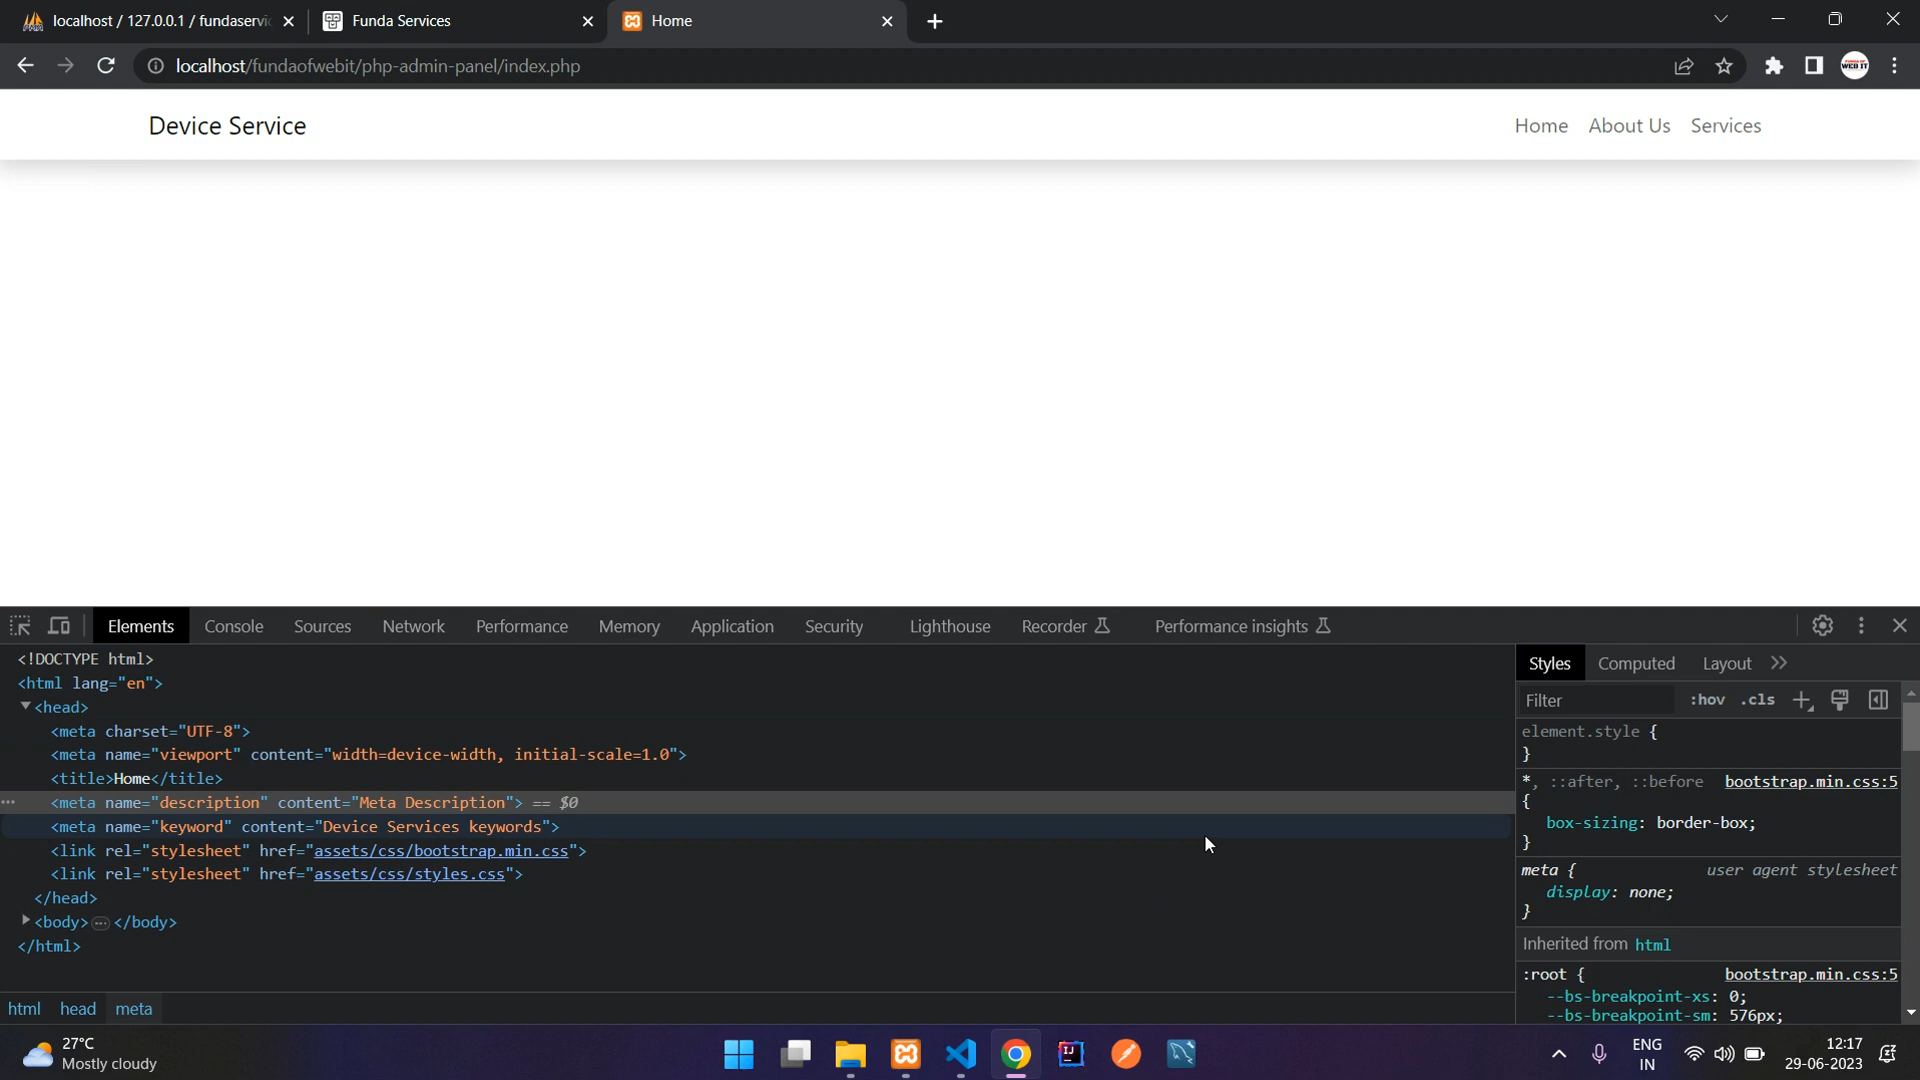 localhost / 127.0.0.1 / fundaservi
Funda Services
Home
localhost/fundaofwebit/php-admin-panel/index.php
WEB IT
Device Service
Home
About Us
Services
Elements
Console
Sources
Network
Performance
Memory
Application
Security
Lighthouse
Recorder
Performance insights
<!DOCTYPE html>
<html lang="en">
<head>
<meta charset="UTF-8">
<meta name="viewport" content="width=device-width, initial-scale=1.0">
<title>Home</title>
<meta name="description" content="Meta Description"> == $0
<meta name="keyword" content="Device Services keywords">
<link rel="stylesheet" href="assets/css/bootstrap.min.css">
<link rel="stylesheet" href="assets/css/styles.css">
</head>
<body> … </body>
</html>
html
head
meta
Styles
Computed
Layout
Filter
:hov
.cls
element.style {
}
*, ::after, ::before bootstrap.min.css:5
{
box-sizing: border-box;
}
meta { user agent stylesheet
display: none;
}
Inherited from html
:root { bootstrap.min.css:5
--bs-breakpoint-xs: 0;
--bs-breakpoint-sm: 576px;
27°C
Mostly cloudy
IJ
ENG
IN
12:17
29-06-2023